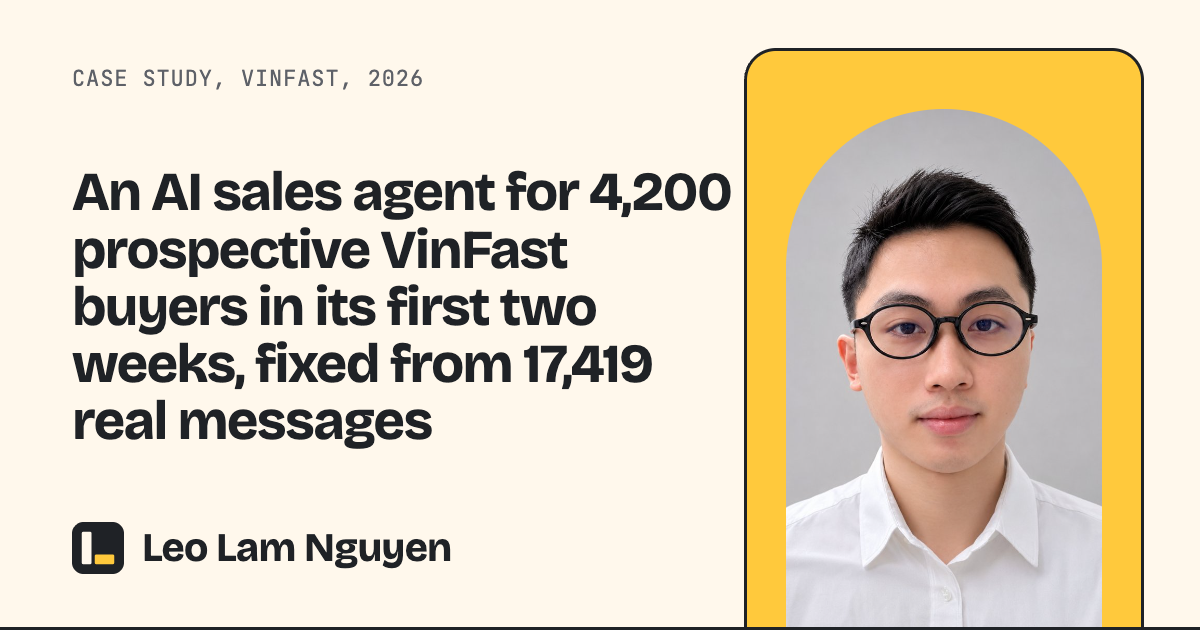 CASE STUDY, VINFAST, 2026
An AI sales agent for 4,200
prospective VinFast
buyers in its first two
weeks, fixed from 17,419
real messages
Leo Lam Nguyen